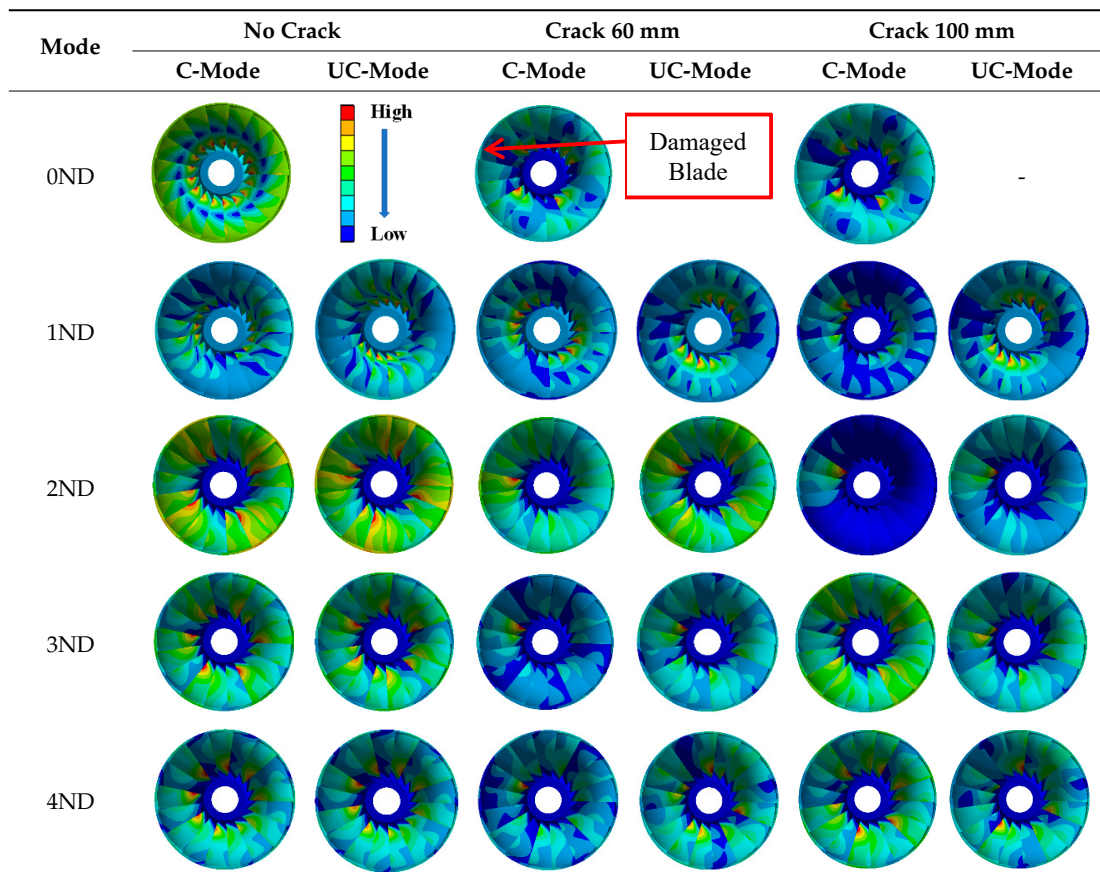 Mode
No Crack
Crack 60 mm
Crack 100 mm
C-Mode
UC-Mode
C-Mode
UC-Mode
C-Mode
UC-Mode
0ND
High
Low
Damaged
Blade
-
1ND
2ND
3ND
4ND